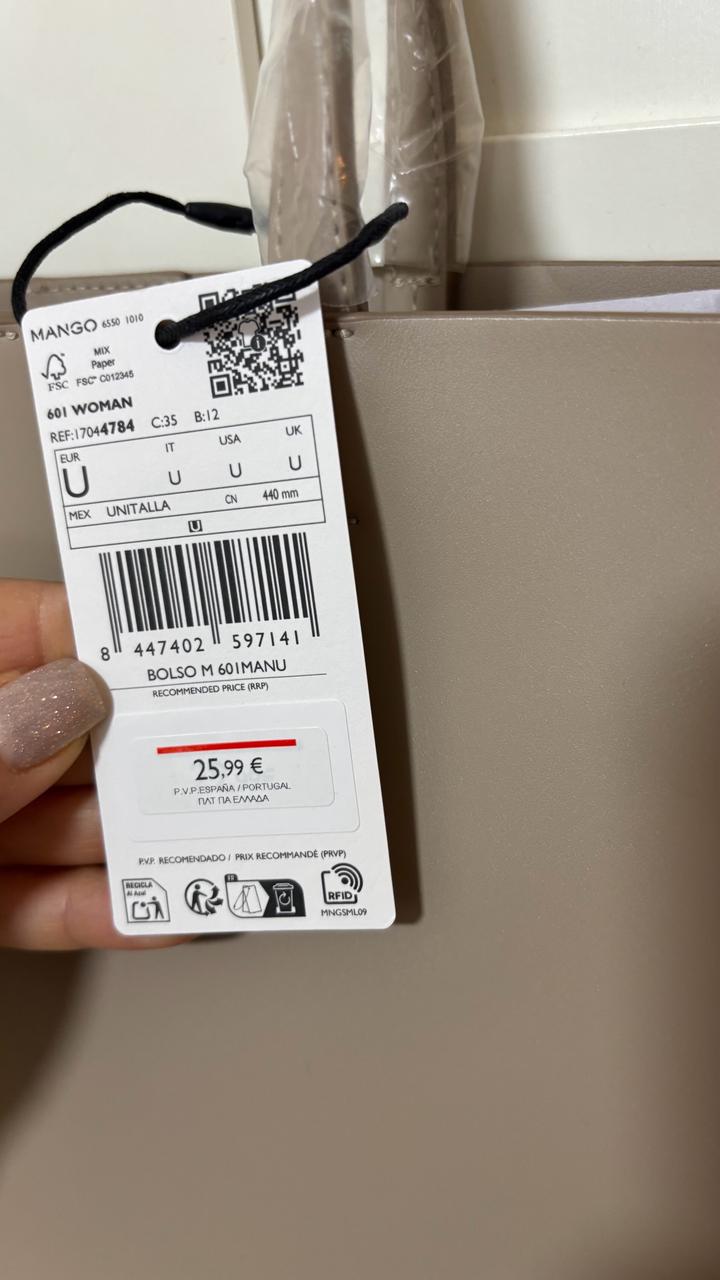 MANGO 6550 1010
MIX
Paper
FSC
FSC® C012345
601 WOMAN
REF:17044784 C:35 B:12
EUR IT USA UK
U U U U
MEX UNITALLA CN 440 mm
U
8 447402 597141
BOLSO M 601MANU
RECOMMENDED PRICE (RRP)
25,99 €
P.V.P.ESPAÑA / PORTUGAL
ΠΛΤ ΓΙΑ ΕΛΛΑΔΑ
P.V.P. RECOMENDADO / PRIX RECOMMANDÉ (PRVP)
RECICLA
Al Azul
RFID
MNGSML09